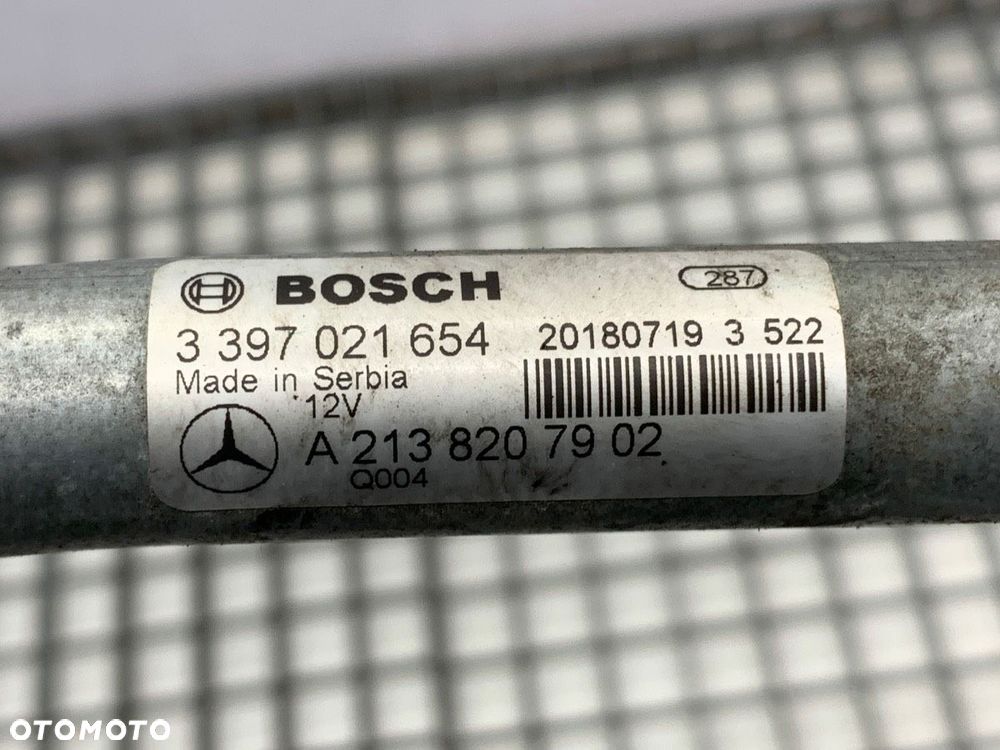 BOSCH 287
3 397 021 654 20180719 3 522
Made in Serbia
12V
A 213 820 79 02
Q004
OTOMOTO